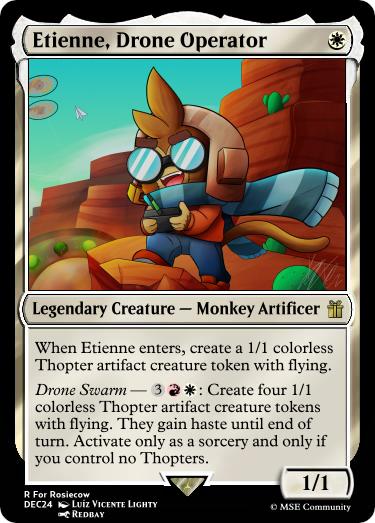 Etienne, Drone Operator
Legendary Creature — Monkey Artificer
When Etienne enters, create a 1/1 colorless
Thopter artifact creature token with flying.
Drone Swarm — 3: Create four 1/1
colorless Thopter artifact creature tokens
with flying. They gain haste until end of
turn. Activate only as a sorcery and only if
you control no Thopters.
1/1
R For Rosiecow
DEC24 Luíz Vicente Lighty
Redbay
© MSE Community